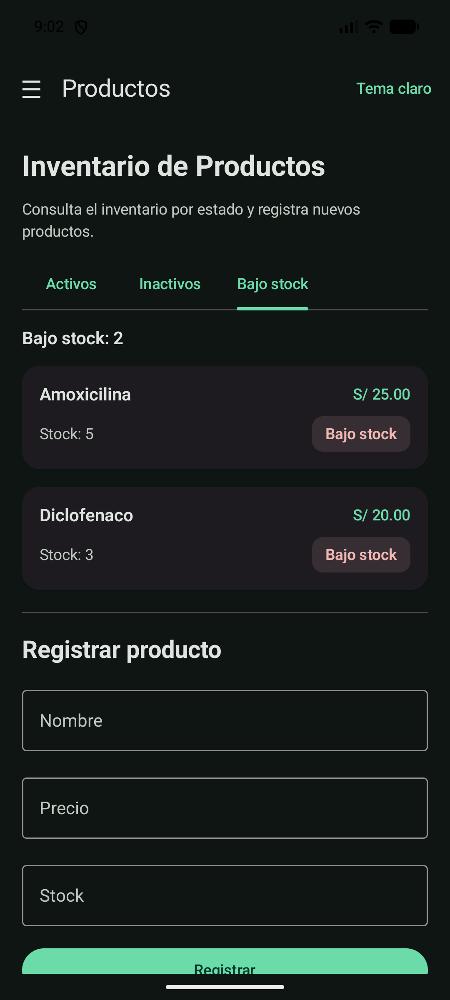 9:02
Productos
Tema claro
Inventario de Productos
Consulta el inventario por estado y registra nuevos
productos.
Activos
Inactivos
Bajo stock
Bajo stock: 2
Amoxicilina
S/ 25.00
Stock: 5
Bajo stock
Diclofenaco
S/ 20.00
Stock: 3
Bajo stock
Registrar producto
Nombre
Precio
Stock
Registrar